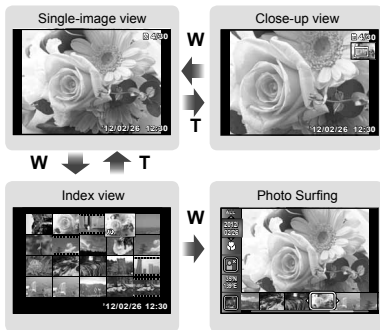 Single-image view
4/30
12/02/26 12:30
W
T
Close-up view
4/30
12/02/26 12:30
W T
Index view
'12/02/26 12:30
W
Photo Surfing
ALL
2012
02/26